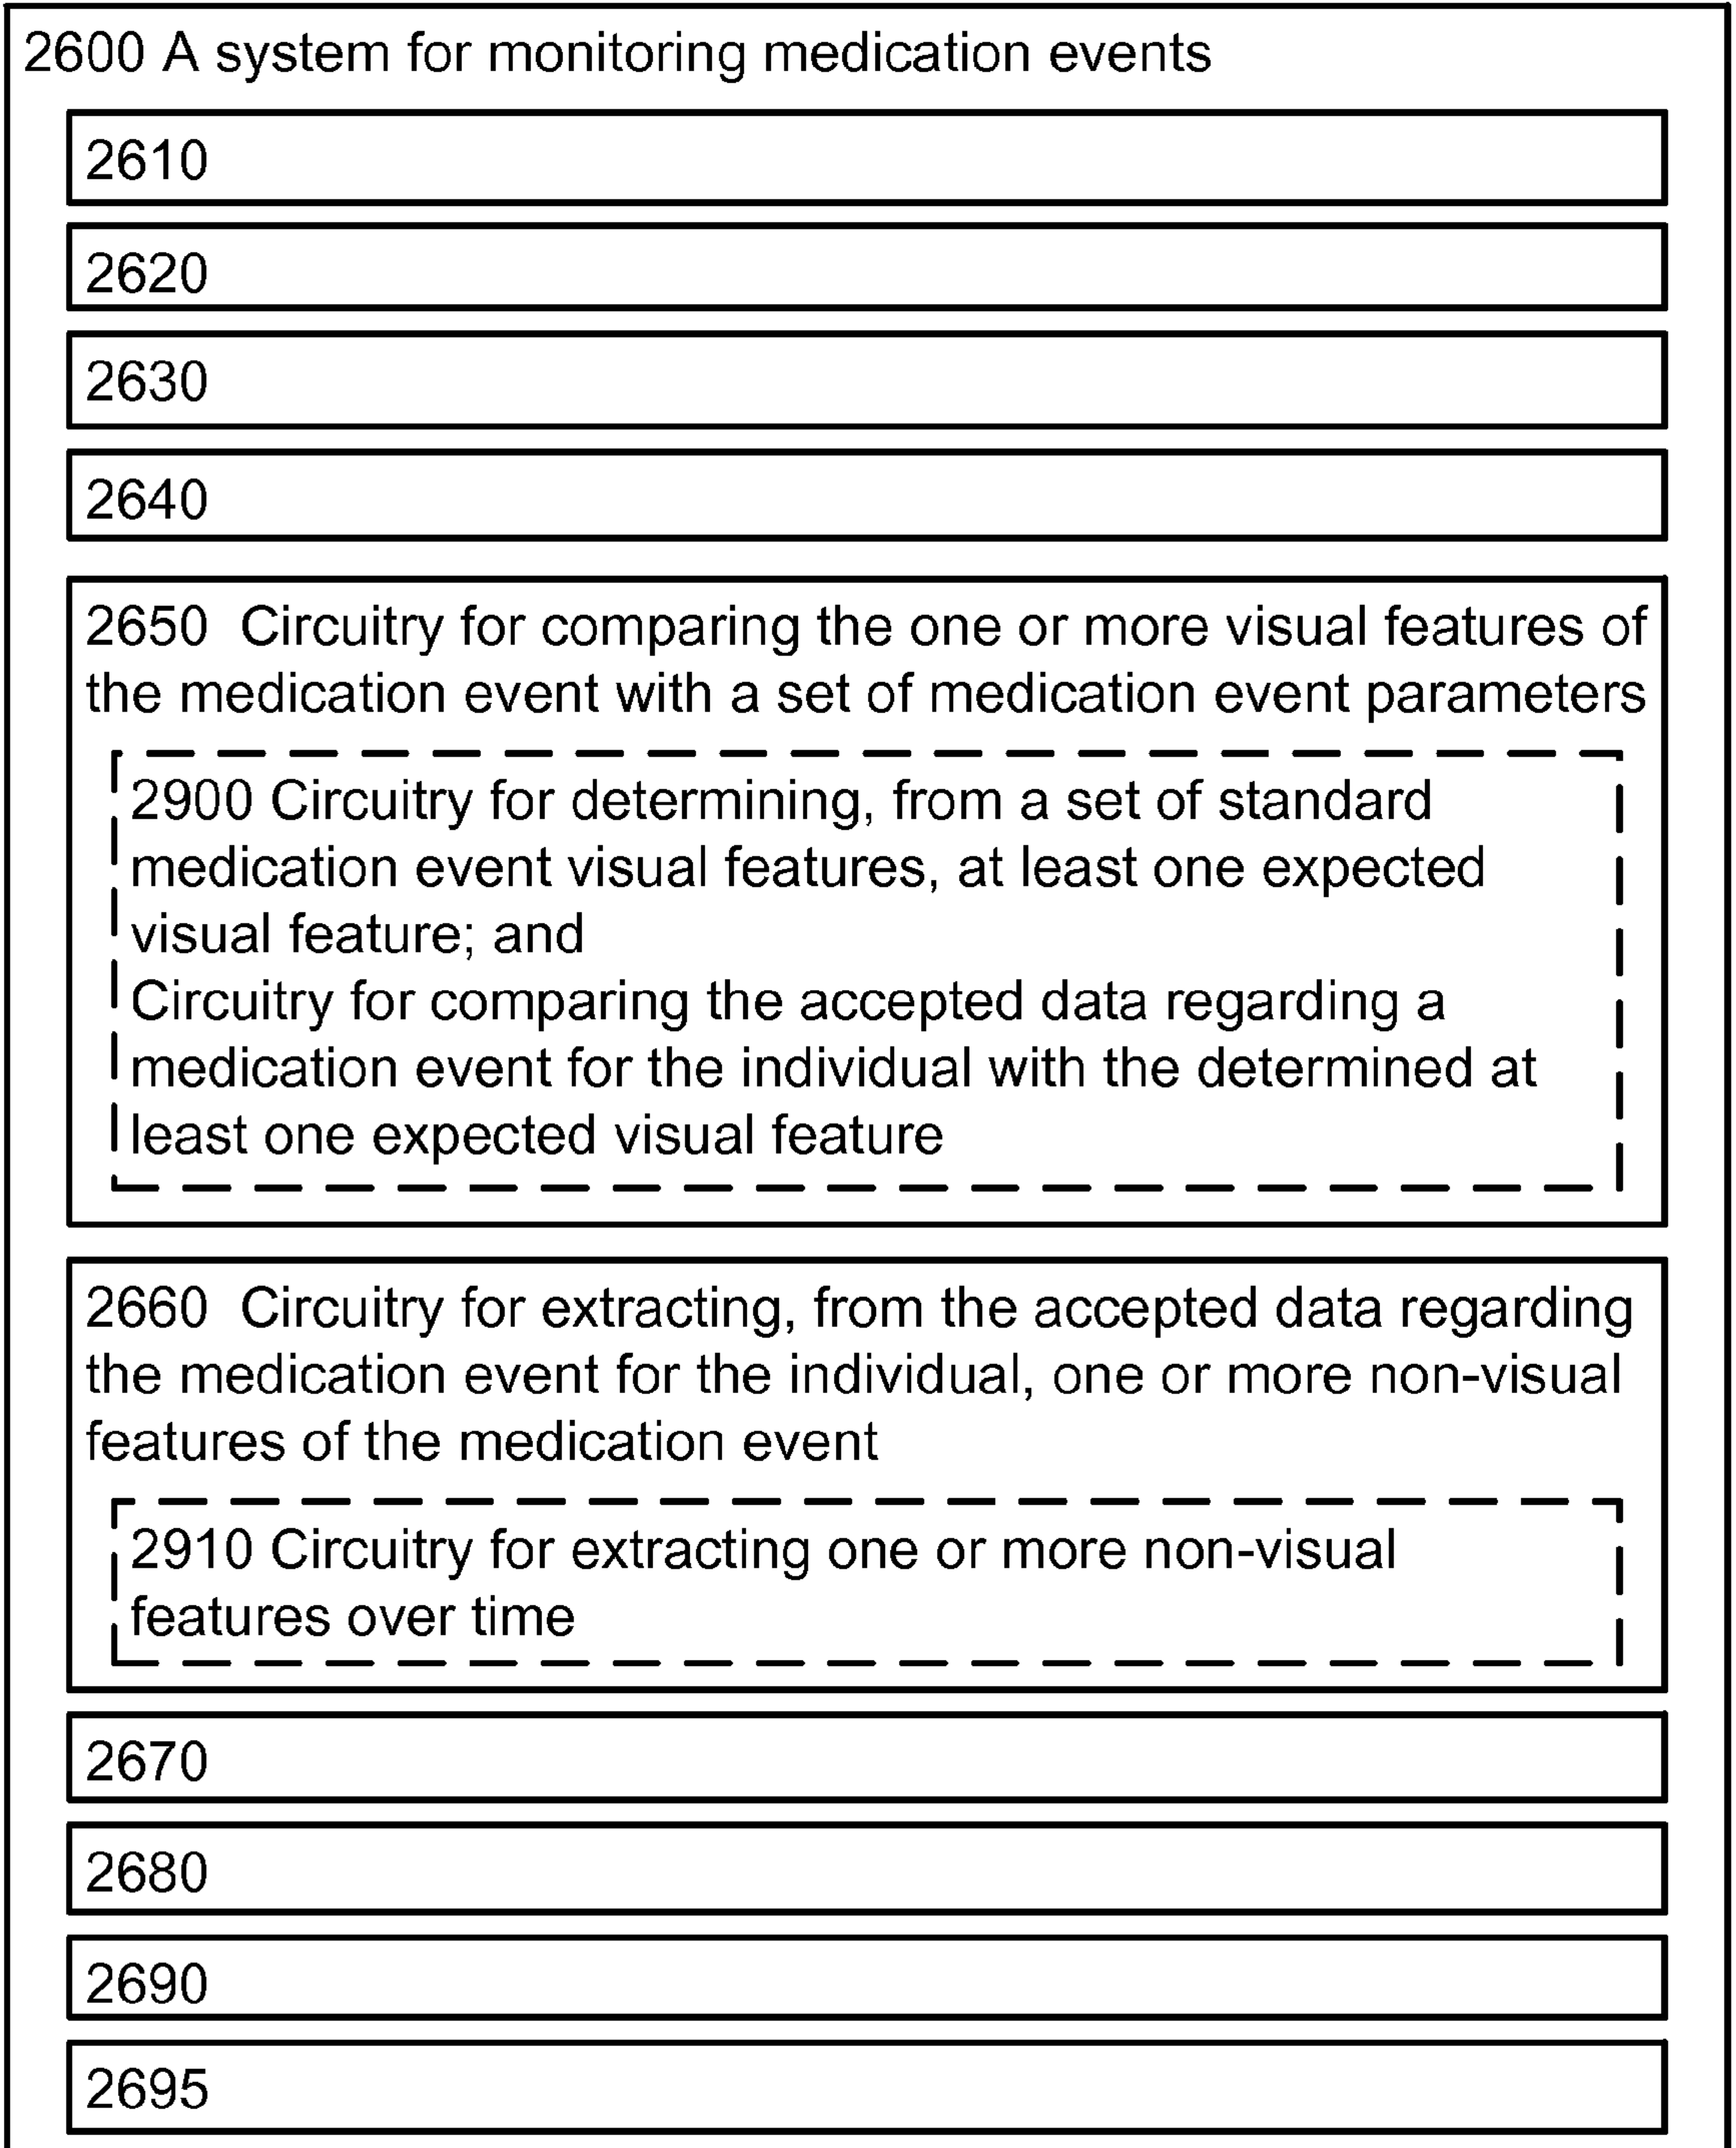 2600 A system for monitoring medication events
2610
2620
2630
2640
2650 Circuitry for comparing the one or more visual features of
the medication event with a set of medication event parameters
2900 Circuitry for determining, from a set of standard
medication event visual features, at least one expected
visual feature; and
Circuitry for comparing the accepted data regarding a
medication event for the individual with the determined at
least one expected visual feature
2660 Circuitry for extracting, from the accepted data regarding
the medication event for the individual, one or more non-visual
features of the medication event
2910 Circuitry for extracting one or more non-visual
features over time
2670
2680
2690
2695